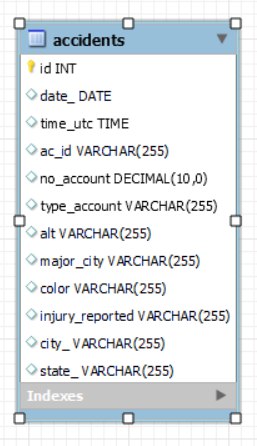 accidents
id INT
date_ DATE
time_utc TIME
ac_id VARCHAR(255)
no_account DECIMAL(10,0)
type_account VARCHAR(255)
alt VARCHAR(255)
major_city VARCHAR(255)
color VARCHAR(255)
injury_reported VARCHAR(255)
city_ VARCHAR(255)
state_ VARCHAR(255)
Indexes